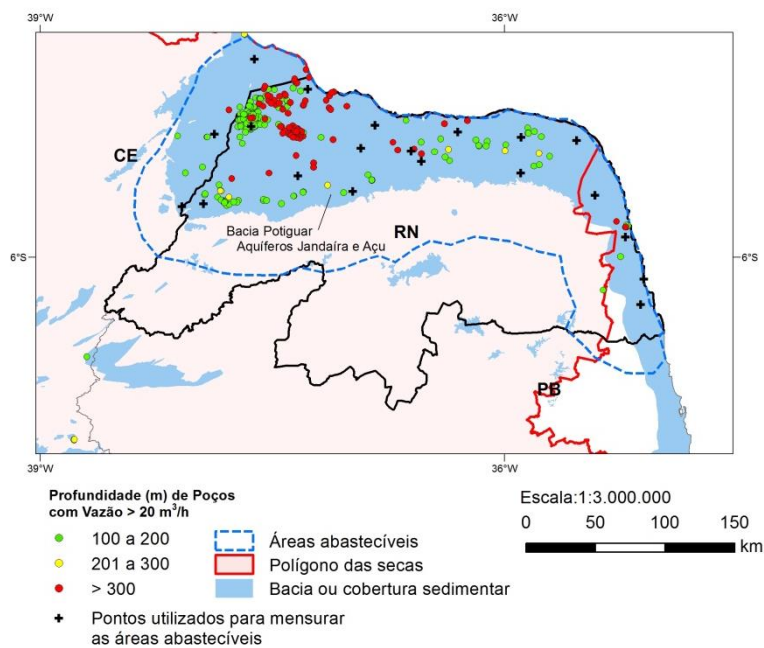 39°W
36°W
CE
Bacia Potiguar
Aquíferos Jandaíra e Açu
RN
6°S
6°S
PB
39°W
36°W
Profundidade (m) de Poços
com Vazão > 20 m³/h
100 a 200
201 a 300
> 300
Pontos utilizados para mensurar
as áreas abastecíveis
Áreas abastecíveis
Polígono das secas
Bacia ou cobertura sedimentar
Escala:1:3.000.000
0 50 100 150
km